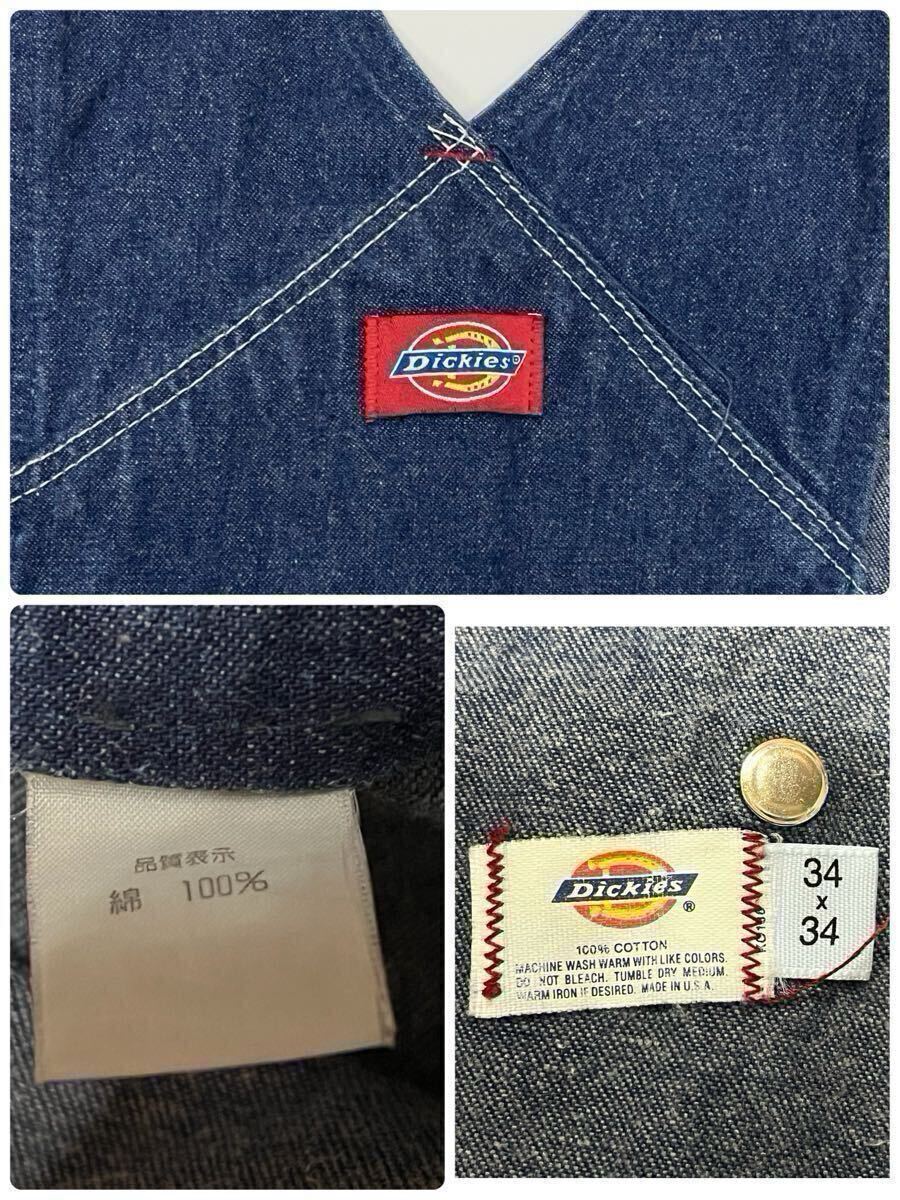 Dickies®
品質表示
綿 100%
Dickies®
100% COTTON
MACHINE WASH WARM WITH LIKE COLORS.
DO NOT BLEACH. TUMBLE DRY MEDIUM.
WARM IRON IF DESIRED. MADE IN U.S.A.
34
x
34